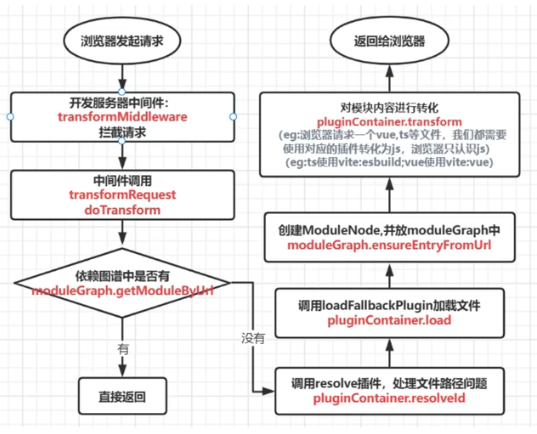 浏览器发起请求
开发服务器中间件：
transformMiddleware
拦截请求
中间件调用
transformRequest
doTransform
依赖图谱中是否有
moduleGraph.getModuleByUrl
有
没有
直接返回
调用resolve插件，处理文件路径问题
pluginContainer.resolveId
调用loadFallbackPlugin加载文件
pluginContainer.load
创建ModuleNode,并放moduleGraph中
moduleGraph.ensureEntryFromUrl
对模块内容进行转化
pluginContainer.transform
(eg:浏览器请求一个vue,ts等文件，我们都需要
使用对应的插件转化为js，浏览器只认识js)
(eg:ts使用vite:esbuild;vue使用vite:vue)
返回给浏览器